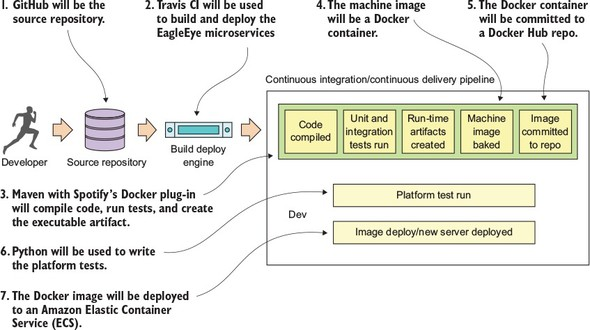 1. GitHub will be the
source repository.
2. Travis CI will be used
to build and deploy the
EagleEye microservices
4. The machine image
will be a Docker
container.
5. The Docker container
will be committed to
a Docker Hub repo.
Continuous integration/continuous delivery pipeline
Developer
Source repository
Build deploy
engine
Code
compiled
Unit and
integration
tests run
Run-time
artifacts
created
Machine
image
baked
Image
committed
to repo
3. Maven with Spotify's Docker plug-in
will compile code, run tests, and create
the executable artifact.
Platform test run
Dev
Image deploy/new server deployed
6. Python will be used to write
the platform tests.
7. The Docker image will be deployed
to an Amazon Elastic Container
Service (ECS).